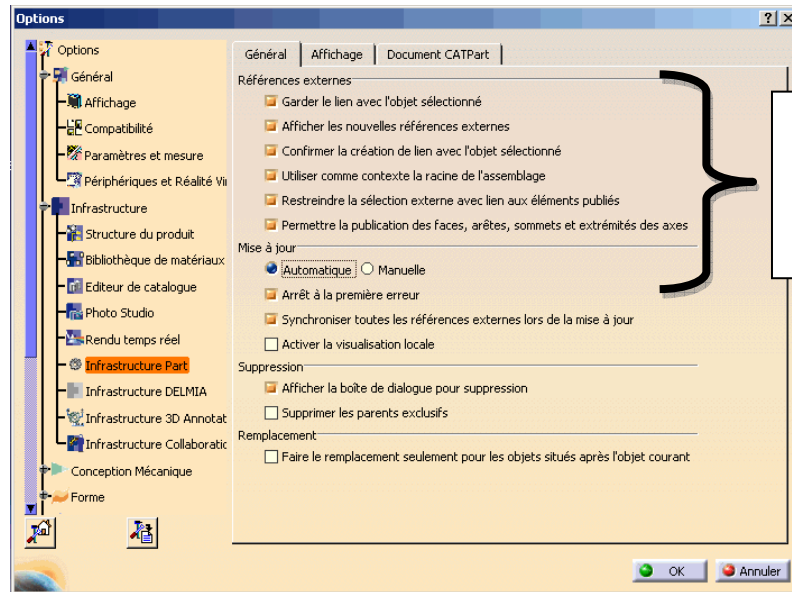 Options
Options
Général
Affichage
Compatibilité
Paramètres et mesure
Périphériques et Réalité Vi
Infrastructure
Structure du produit
Bibliothèque de matériaux
Editeur de catalogue
Photo Studio
Rendu temps réel
Infrastructure Part
Infrastructure DELMIA
Infrastructure 3D Annotat
Infrastructure Collaboratic
Conception Mécanique
Forme
Général Affichage Document CATPart
Références externes
Garder le lien avec l'objet sélectionné
Afficher les nouvelles références externes
Confirmer la création de lien avec l'objet sélectionné
Utiliser comme contexte la racine de l'assemblage
Restreindre la sélection externe avec lien aux éléments publiés
Permettre la publication des faces, arêtes, sommets et extrémités des axes
Mise à jour
Automatique Manuelle
Arrêt à la première erreur
Synchroniser toutes les références externes lors de la mise à jour
Activer la visualisation locale
Suppression
Afficher la boîte de dialogue pour suppression
Supprimer les parents exclusifs
Remplacement
Faire le remplacement seulement pour les objets situés après l'objet courant
OK Annuler